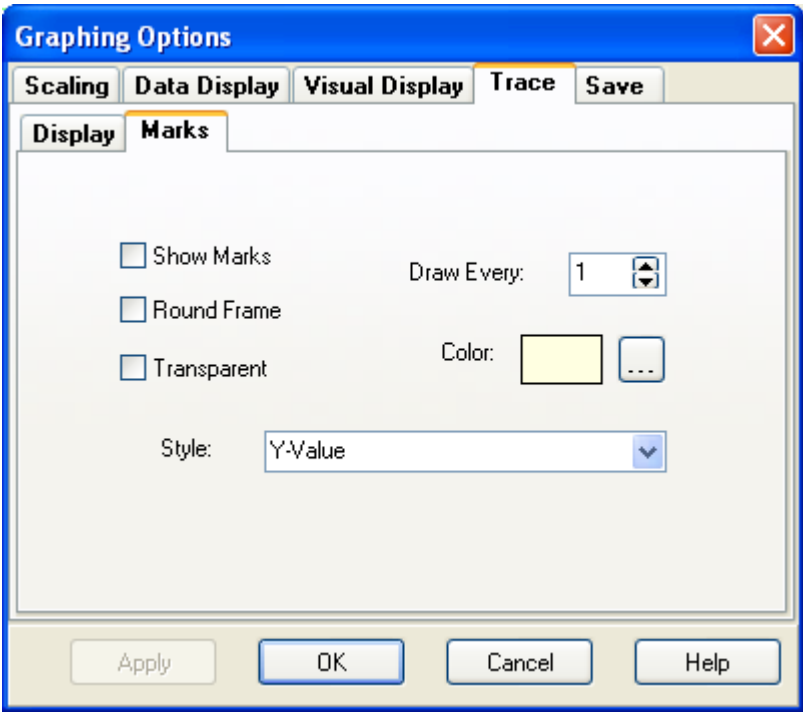 Graphing Options
Scaling Data Display Visual Display Trace Save
Display Marks
Show Marks
Draw Every: 1
Round Frame
Color: ...
Transparent
Style: Y-Value
Apply OK Cancel Help